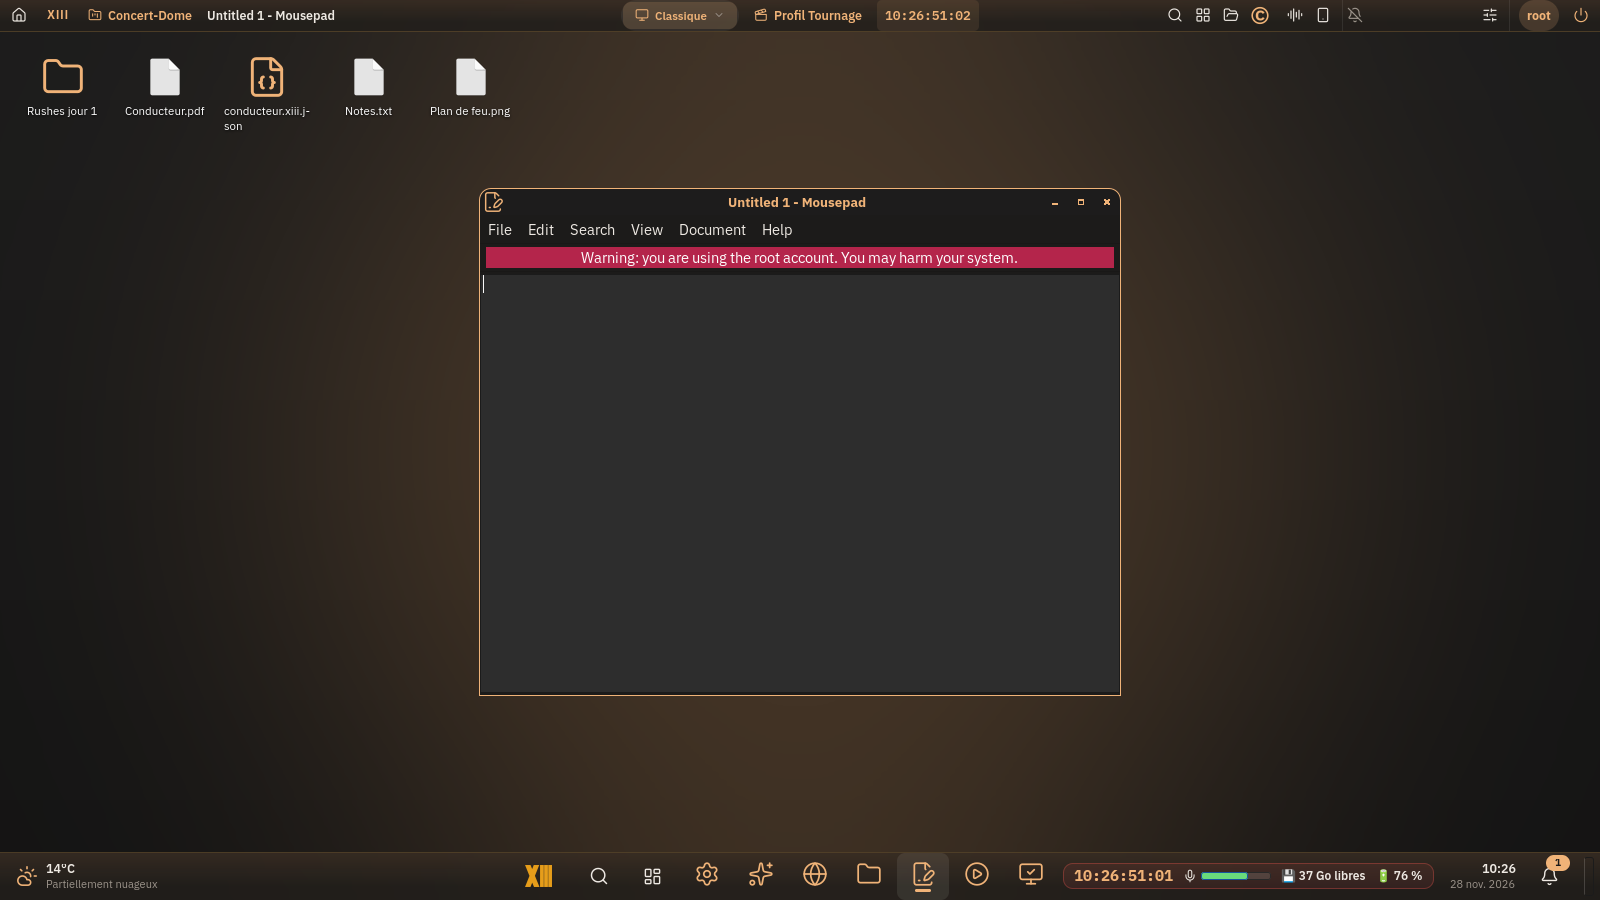 XIII Concert-Dome Untitled 1 - Mousepad Classique Profil Tournage 10:26:51:02 root
Rushes jour 1
Conducteur.pdf
conducteur.xiii.j-
son
Notes.txt
Plan de feu.png
Untitled 1 - Mousepad
File Edit Search View Document Help
Warning: you are using the root account. You may harm your system.
14°C
Partiellement nuageux
XIII
10:26:51:01 37 Go libres 76 %
10:26
28 nov. 2026
1